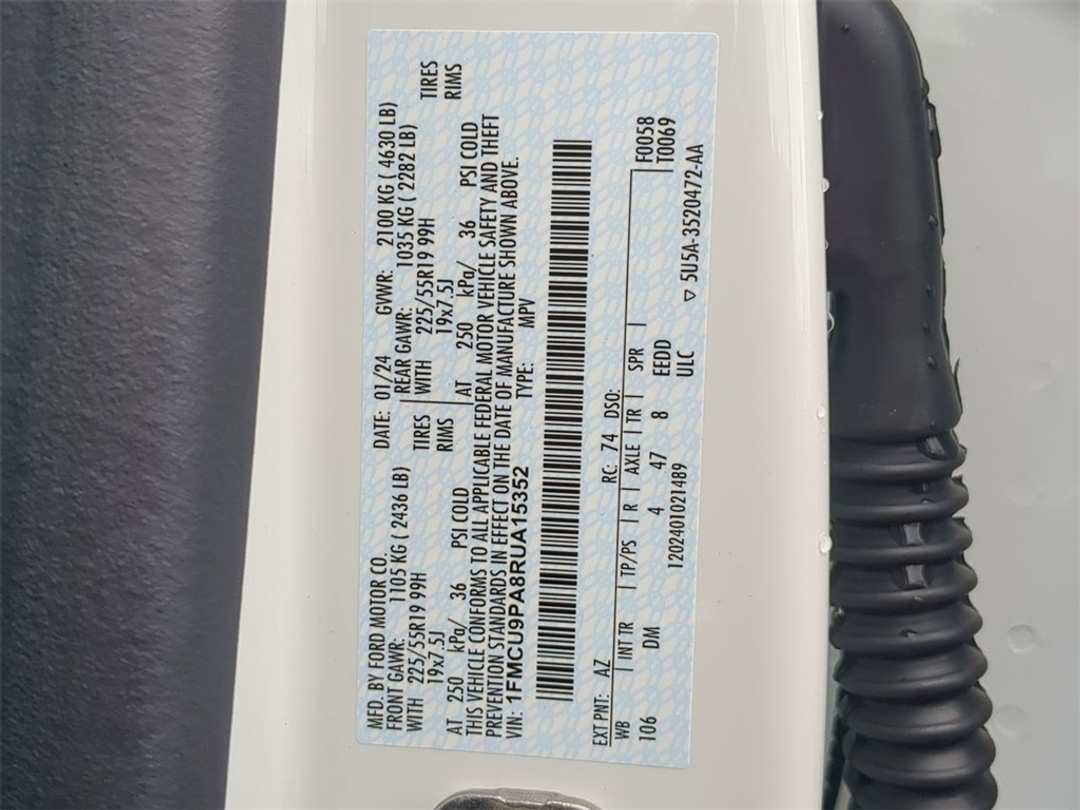 MFD. BY FORD MOTOR CO.
DATE: 01/24 GVWR: 2100 KG ( 4630 LB)
FRONT GAWR: 1105 KG ( 2436 LB) REAR GAWR: 1035 KG ( 2282 LB)
WITH 225/55R19 99H TIRES WITH 225/55R19 99H TIRES
19x7.5J RIMS 19x7.5J RIMS
AT 250 kPa/ 36 PSI COLD AT 250 kPa/ 36 PSI COLD
THIS VEHICLE CONFORMS TO ALL APPLICABLE FEDERAL MOTOR VEHICLE SAFETY AND THEFT
PREVENTION STANDARDS IN EFFECT ON THE DATE OF MANUFACTURE SHOWN ABOVE.
VIN: 1FMCU9PA8RUA15352 TYPE: MPV
EXT PNT: AZ RC: 74 DSO: F0058
WB INT TR TP/PS R AXLE TR SPR T0069
106 DM 4 47 8 EEDD
1202401021489 ULC ▽ 5U5A-3520472-AA